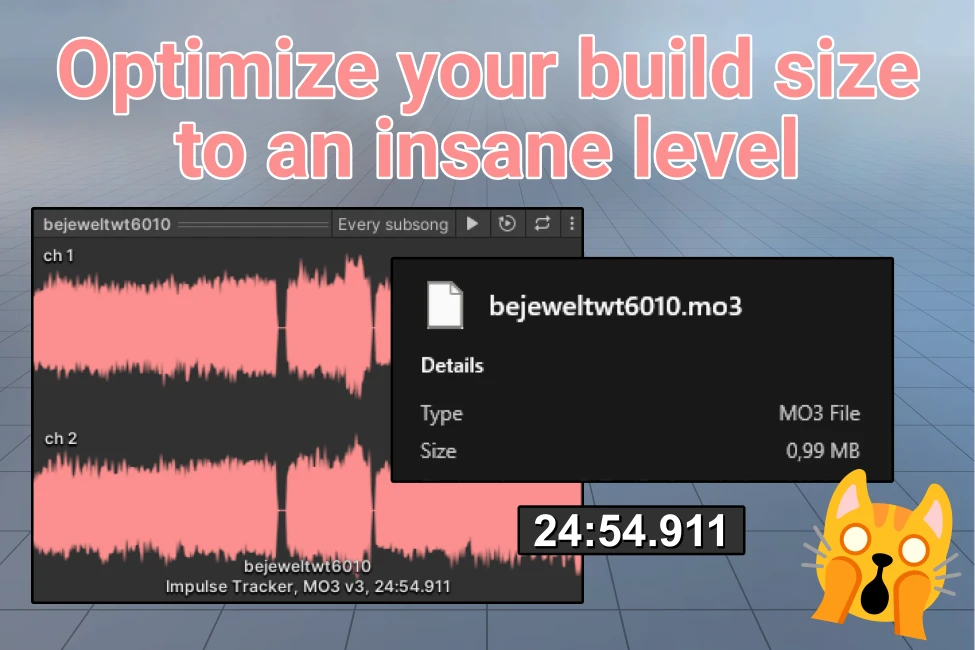 Optimize your build size
to an insane level
bejeweltwt6010
Every subsong
ch 1
bejeweltwt6010.mo3
Details
Type
MO3 File
Size
0,99 MB
ch 2
24:54.911
bejeweltwt6010
Impulse Tracker, MO3 v3, 24:54.911